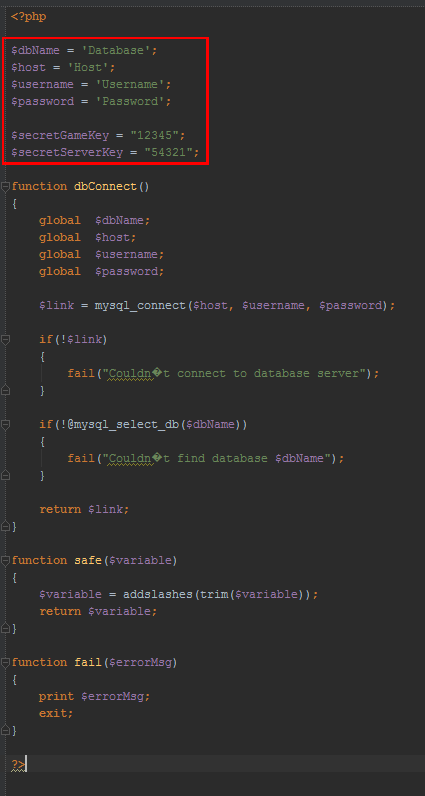 <?php
$dbName = 'Database';
$host = 'Host';
$username = 'Username';
$password = 'Password';
$secretGameKey = "12345";
$secretServerKey = "54321";
function dbConnect()
{
global $dbName;
global $host;
global $username;
global $password;
$link = mysql_connect($host, $username, $password);
if(!$link)
{
fail("Couldn�t connect to database server");
}
if(!@mysql_select_db($dbName))
{
fail("Couldn�t find database $dbName");
}
return $link;
}
function safe($variable)
{
$variable = addslashes(trim($variable));
return $variable;
}
function fail($errorMsg)
{
print $errorMsg;
exit;
}
?>